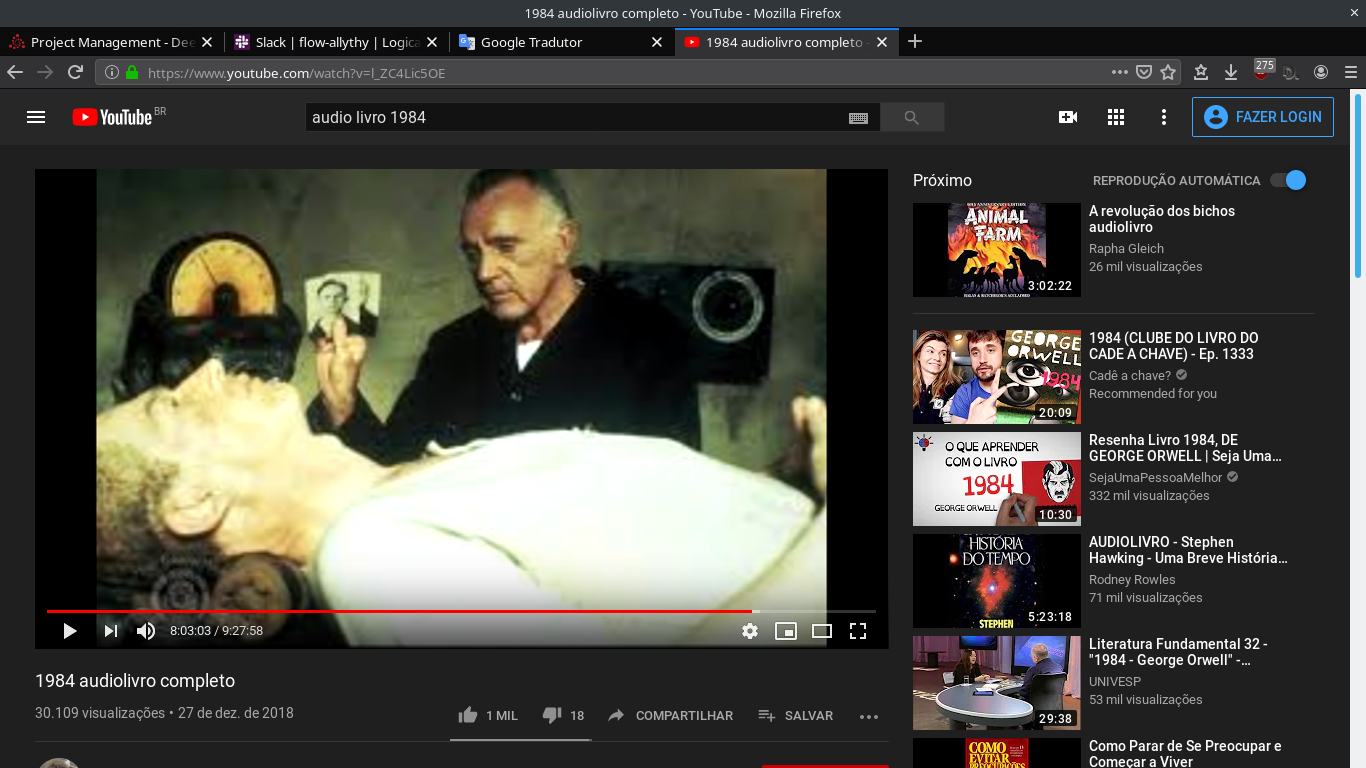 1984 audiolivro completo - YouTube - Mozilla Firefox
Project Management - Dee
Slack | flow-allythy | Logica
Google Tradutor
1984 audiolivro completo -
https://www.youtube.com/watch?v=l_ZC4Lic5OE
275
YouTube BR
audio livro 1984
FAZER LOGIN
8:03:03 / 9:27:58
1984 audiolivro completo
30.109 visualizações • 27 de dez. de 2018
1 MIL
18
COMPARTILHAR
SALVAR
Próximo
REPRODUÇÃO AUTOMÁTICA
ANIMAL
FARM
3:02:22
A revolução dos bichos
audiolivro
Rapha Gleich
26 mil visualizações
GEORGE
ORWELL
1984
20:09
1984 (CLUBE DO LIVRO DO
CADE A CHAVE) - Ep. 1333
Cadê a chave?
Recommended for you
O QUE APRENDER
COM O LIVRO
1984
GEORGE ORWELL
10:30
Resenha Livro 1984, DE
GEORGE ORWELL | Seja Uma...
SejaUmaPessoaMelhor
332 mil visualizações
HISTÓRIA
DO TEMPO
STEPHEN
5:23:18
AUDIOLIVRO - Stephen
Hawking - Uma Breve História...
Rodney Rowles
71 mil visualizações
29:38
Literatura Fundamental 32 -
"1984 - George Orwell" -...
UNIVESP
53 mil visualizações
COMO
EVITAR
PREOCUPAÇÕES
Como Parar de Se Preocupar e
Começar a Viver